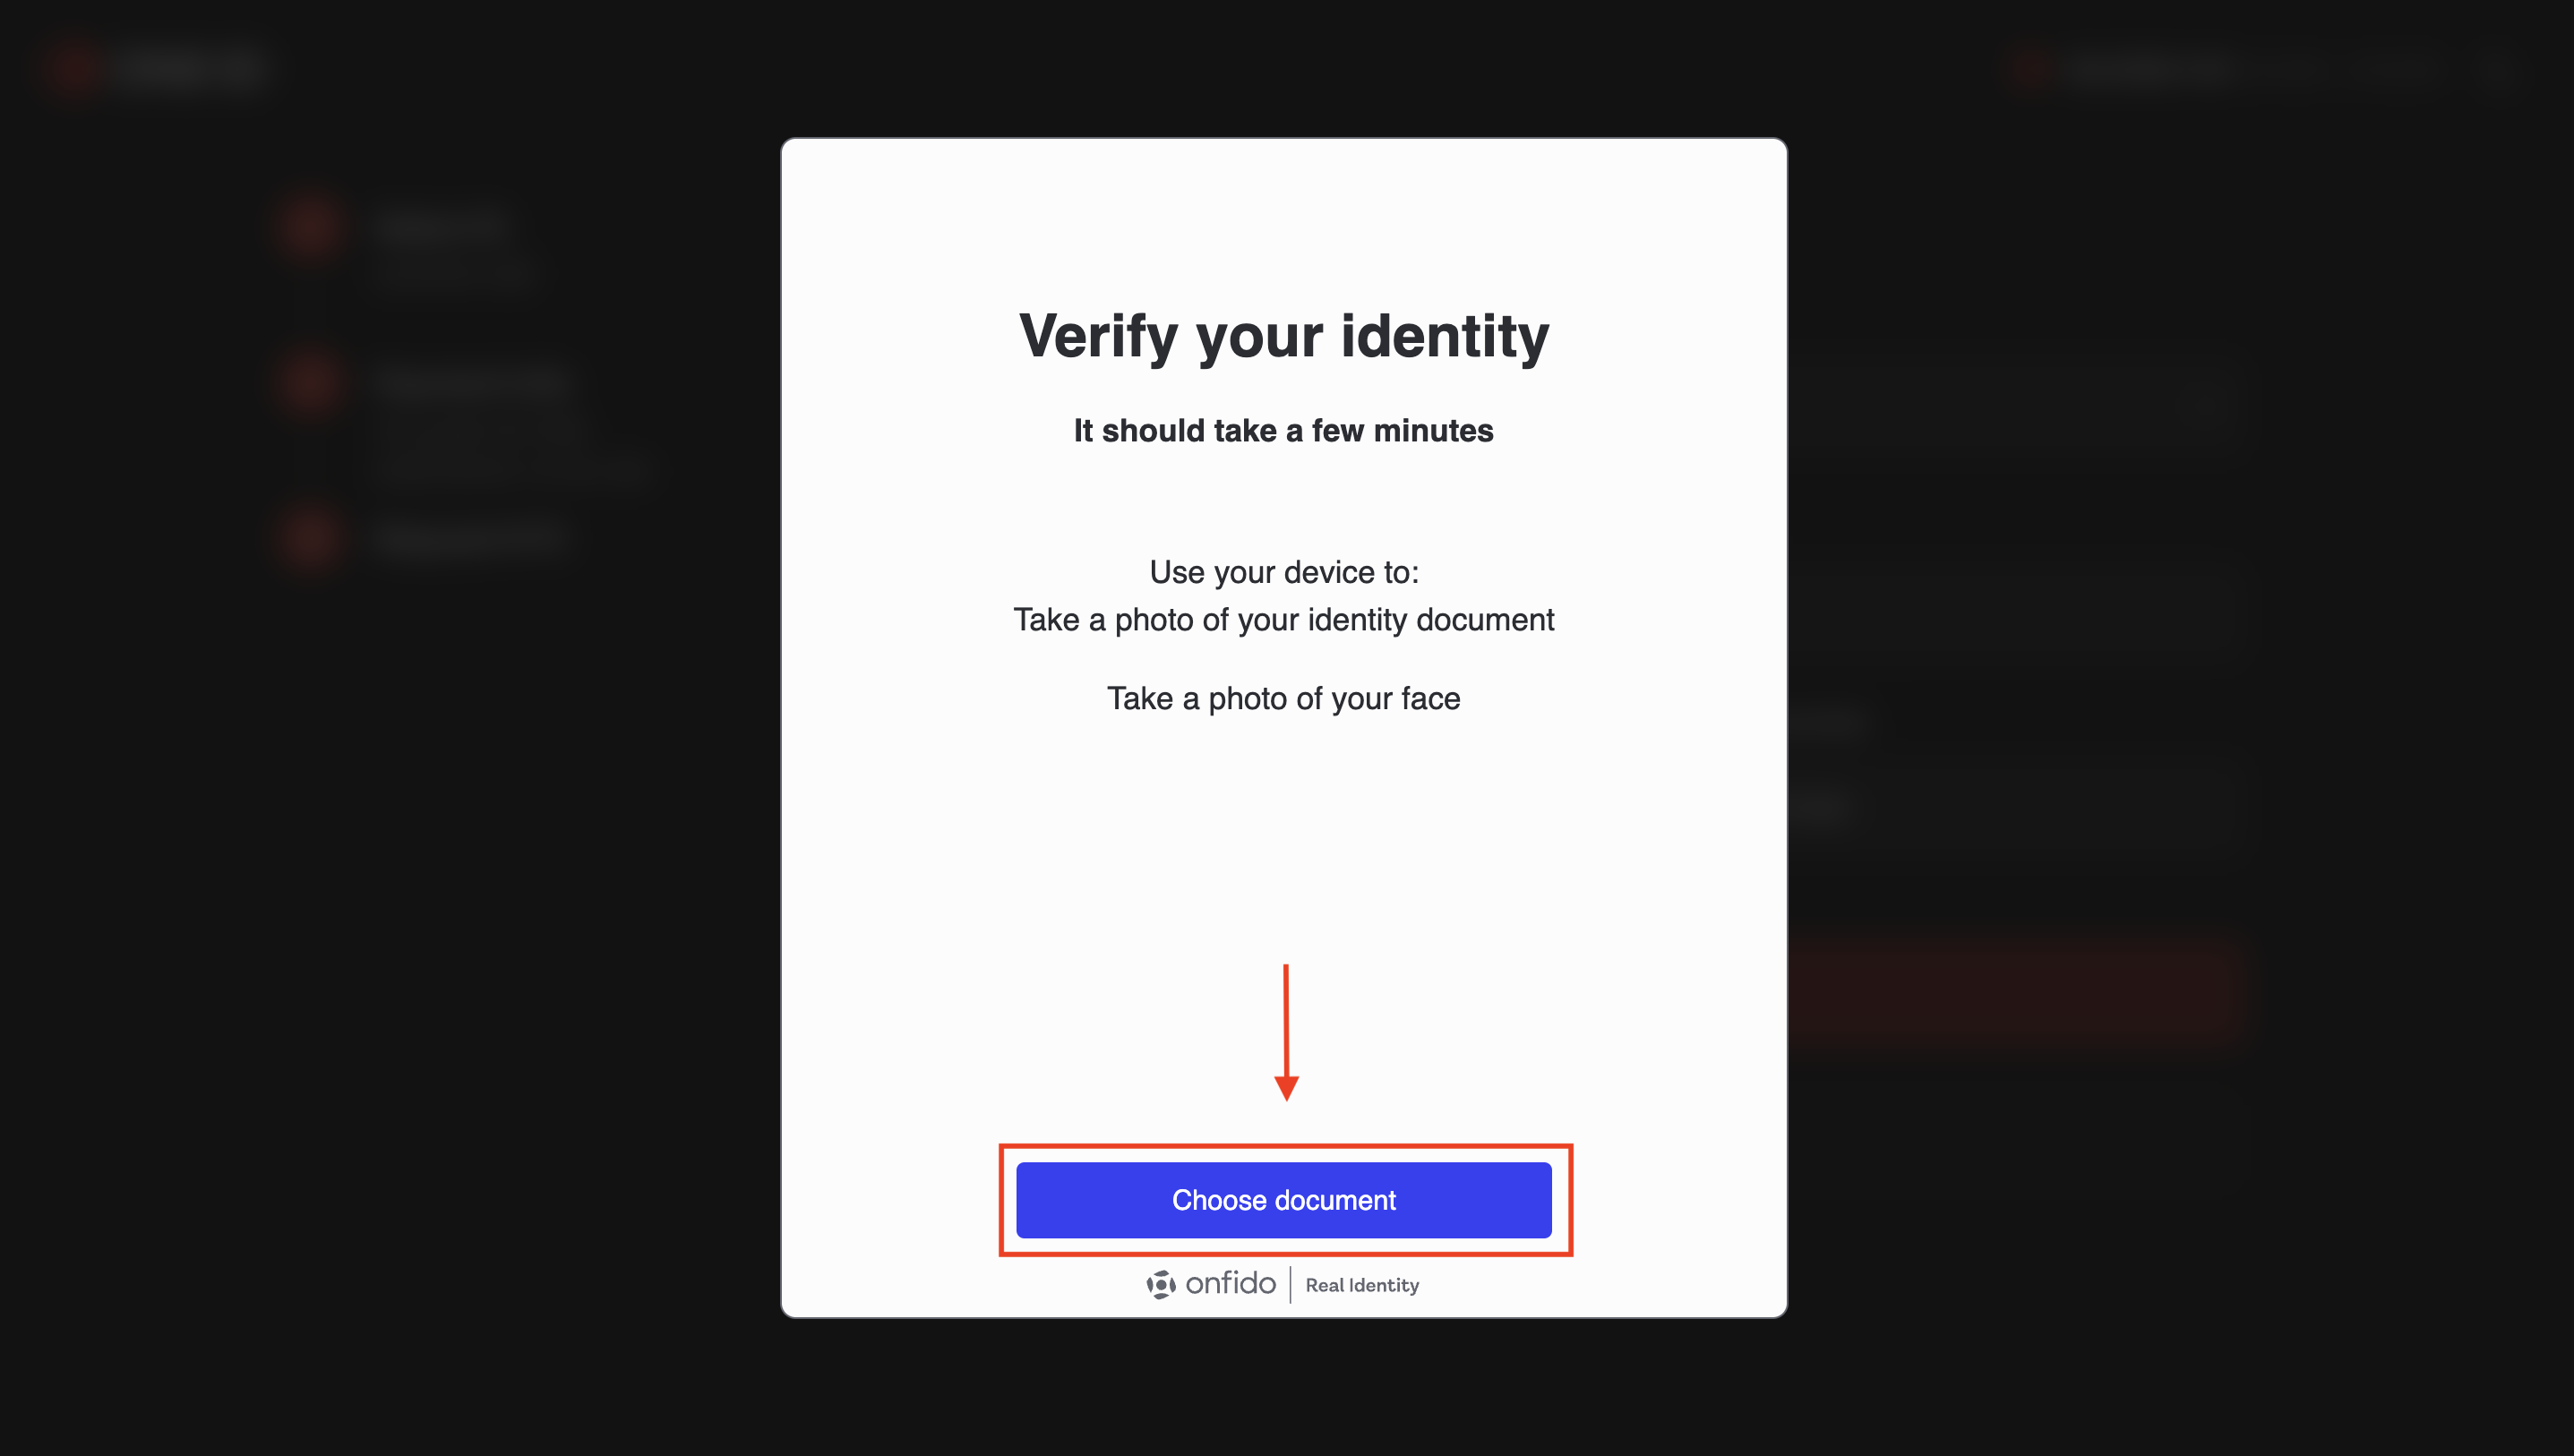 Verify your identity
It should take a few minutes
Use your device to:
Take a photo of your identity document
Take a photo of your face
Choose document
onfido | Real Identity